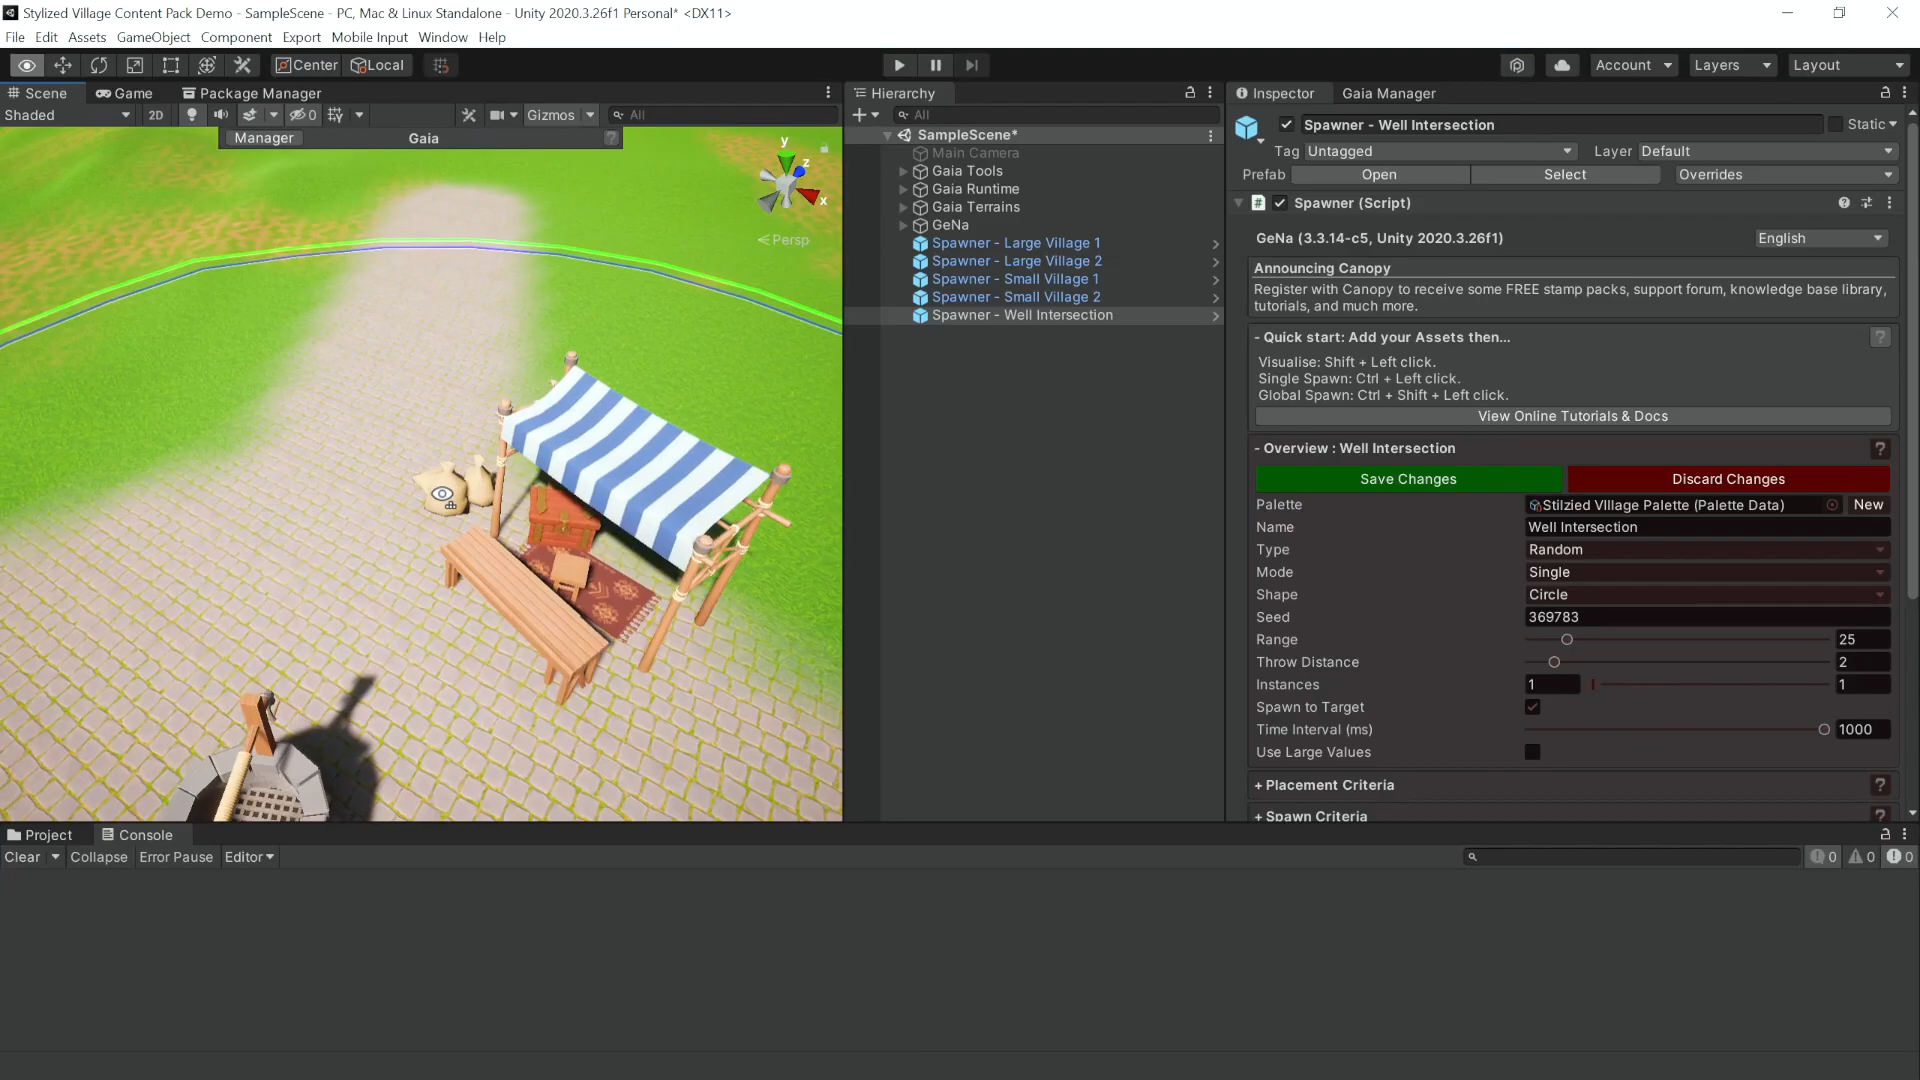 Stylized Village Content Pack Demo - SampleScene - PC, Mac & Linux Standalone - Unity 2020.3.26f1 Personal* <DX11>
File Edit Assets GameObject Component Export Mobile Input Window Help
Center Local
Account Layers Layout
Scene Game Package Manager
Shaded 2D 0 Gizmos All
Manager Gaia ?
y
z
x
Persp
Hierarchy
All
SampleScene*
Main Camera
Gaia Tools
Gaia Runtime
Gaia Terrains
GeNa
Spawner - Large Village 1
Spawner - Large Village 2
Spawner - Small Village 1
Spawner - Small Village 2
Spawner - Well Intersection
Inspector Gaia Manager
Spawner - Well Intersection Static
Tag Untagged Layer Default
Prefab Open Select Overrides
# Spawner (Script)
GeNa (3.3.14-c5, Unity 2020.3.26f1) English
Announcing Canopy
Register with Canopy to receive some FREE stamp packs, support forum, knowledge base library,
tutorials, and much more.
- Quick start: Add your Assets then... ?
Visualise: Shift + Left click.
Single Spawn: Ctrl + Left click.
Global Spawn: Ctrl + Shift + Left click.
View Online Tutorials & Docs
- Overview : Well Intersection ?
Save Changes Discard Changes
Palette Stilzied VIllage Palette (Palette Data) New
Name Well Intersection
Type Random
Mode Single
Shape Circle
Seed 369783
Range 25
Throw Distance 2
Instances 1 1
Spawn to Target
Time Interval (ms) 1000
Use Large Values
+ Placement Criteria ?
+ Spawn Criteria ?
Project Console
Clear Collapse Error Pause Editor
0 0 0